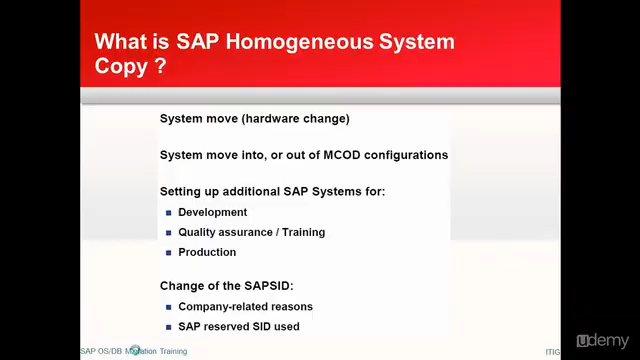 What is SAP Homogeneous System
Copy ?
System move (hardware change)
System move into, or out of MCOD configurations
Setting up additional SAP Systems for:
Development
Quality assurance / Training
Production
Change of the SAPSID:
Company-related reasons
SAP reserved SID used
SAP OS/DB Migration Training
ITIG
udemy